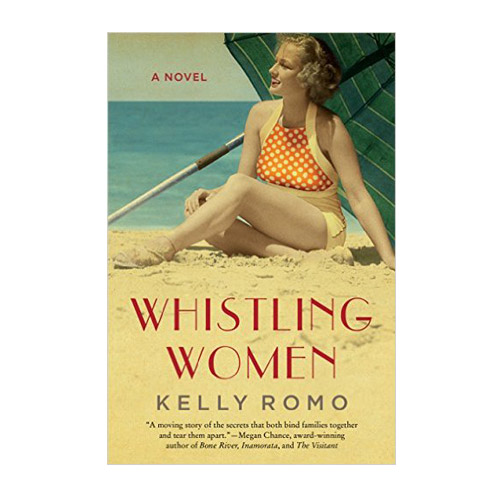 A NOVEL
WHISTLING
WOMEN
KELLY ROMO
"A moving story of the secrets that both bind families together
and tear them apart."—Megan Chance, award-winning
author of Bone River, Inamorata, and The Visitant